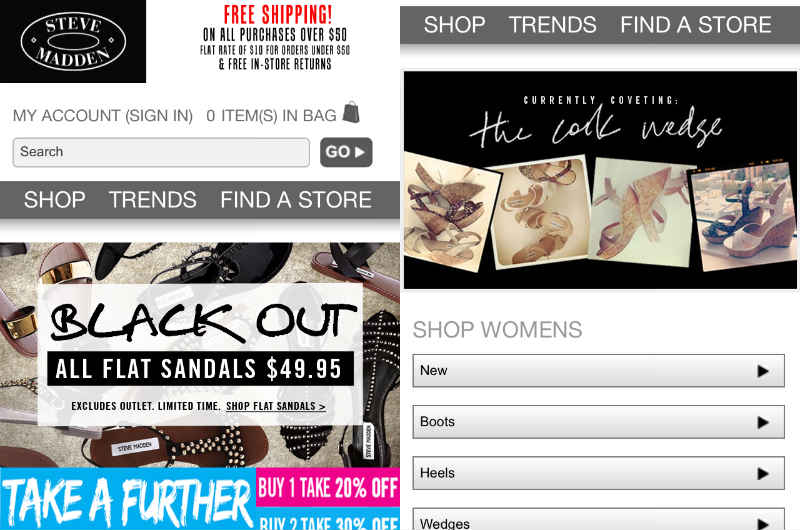 STEVE
MADDEN
FREE SHIPPING!
ON ALL PURCHASES OVER $50
FLAT RATE OF $10 FOR ORDERS UNDER $50
& FREE IN-STORE RETURNS
MY ACCOUNT (SIGN IN) 0 ITEM(S) IN BAG
Search
GO
SHOP TRENDS FIND A STORE
BLACK OUT
ALL FLAT SANDALS $49.95
EXCLUDES OUTLET. LIMITED TIME. SHOP FLAT SANDALS >
STEVE MADDEN
STEVE MADDEN
TAKE A FURTHER
BUY 1 TAKE 20% OFF
BUY 2 TAKE 30% OFF
SHOP TRENDS FIND A STORE
CURRENTLY COVETING:
the cork wedge
SHOP WOMENS
New
Boots
Heels
Wedges